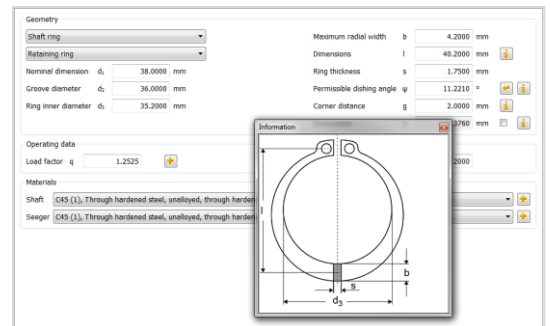 Geometry
Shaft ring
Maximum radial width b 4.2000 mm
Retaining ring
Dimensions l 40.2000 mm
Nominal dimension d₁ 38.0000 mm
Ring thickness s 1.7500 mm
Groove diameter d₂ 36.0000 mm
Permissible dishing angle ψ 11.2210 °
Ring inner diameter d₃ 35.2000 mm
Corner distance g 2.0000 mm
3760 mm
Information
Operating data
Load factor q 1.2525
2000
Materials
Shaft C45 (1), Through hardened steel, unalloyed, through harden
Seeger C45 (1), Through hardened steel, unalloyed, through harden
l
b
s
d₃